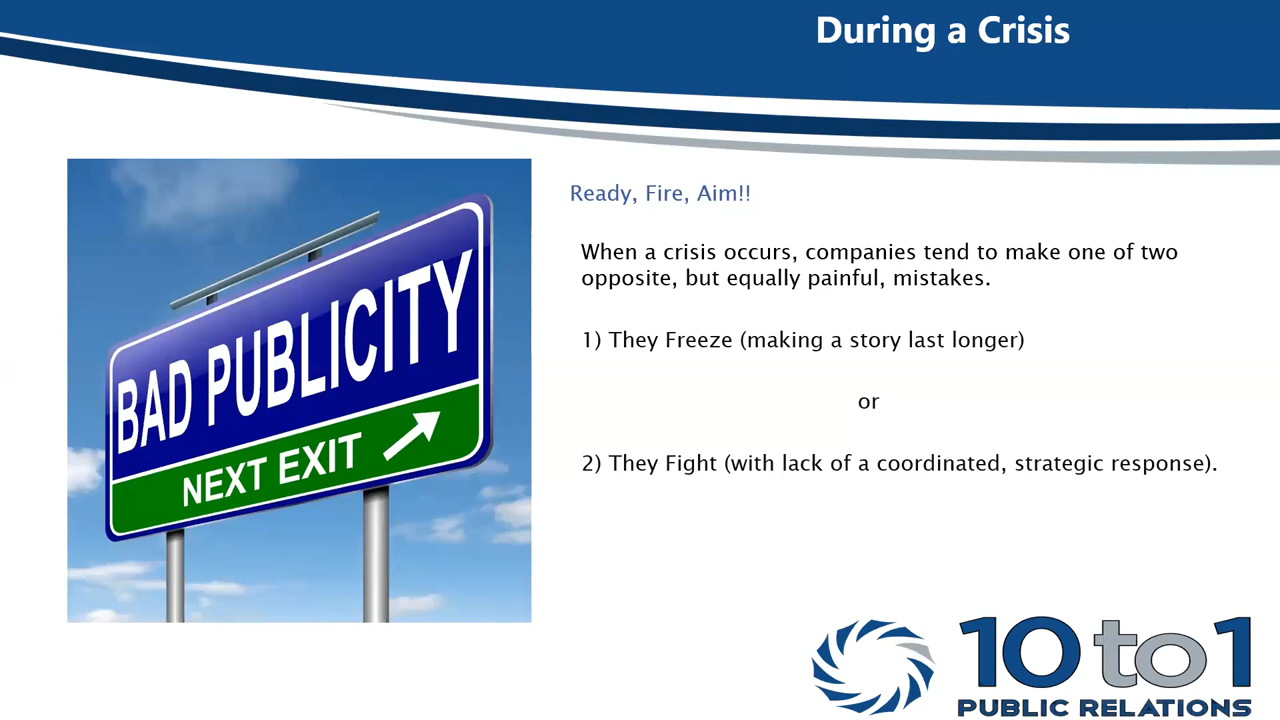 During a Crisis
Ready, Fire, Aim!!
When a crisis occurs, companies tend to make one of two
opposite, but equally painful, mistakes.
1) They Freeze (making a story last longer)
or
2) They Fight (with lack of a coordinated, strategic response).
BAD PUBLICITY
NEXT EXIT
10 to 1
PUBLIC RELATIONS